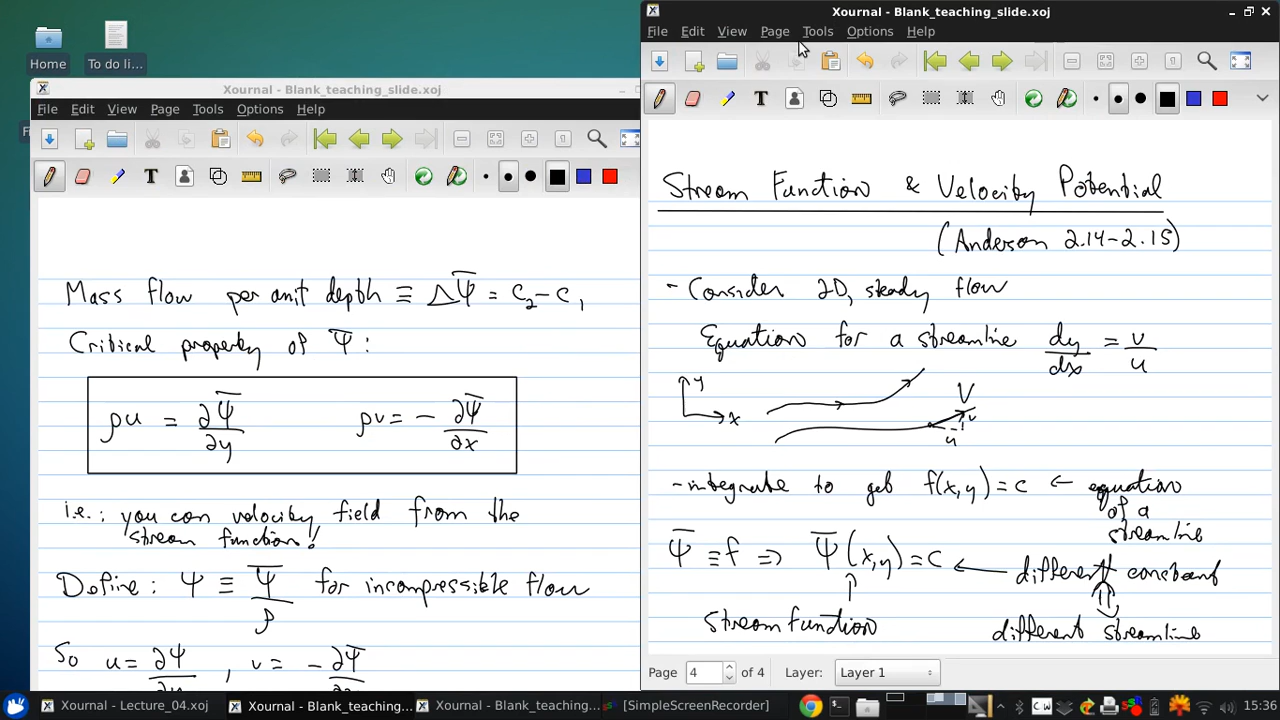 Home
To do li...
Xournal - Blank_teaching_slide.xoj
File Edit View Page Tools Options Help
Mass flow per unit depth ≡ ΔΨ̅ = c₂ - c₁
Critical property of Ψ̅ :
ρu = ∂Ψ̅/∂y ρv = - ∂Ψ̅/∂x
i.e.: you can velocity field from the
stream function!
Define: Ψ ≡ Ψ̅/ρ for incompressible flow
So u = ∂Ψ/∂y , v = - ∂Ψ̅/∂x
Xournal - Blank_teaching_slide.xoj
File Edit View Page Tools Options Help
Stream Function & Velocity Potential
(Anderson 2.14-2.15)
- Consider 2D, steady flow
Equation for a streamline dy/dx = v/u
y
x
V
v
u
- integrate to get f(x,y) = c ← equation
of a
streamline
Ψ̅ ≡ f ⇒ Ψ̅(x,y) = c ← different constant
↑ ⇕
Stream function different streamline
Page 4 of 4 Layer: Layer 1
Xournal - Lecture_04.xoj
Xournal - Blank_teaching...
Xournal - Blank_teaching...
[SimpleScreenRecorder]
15:36